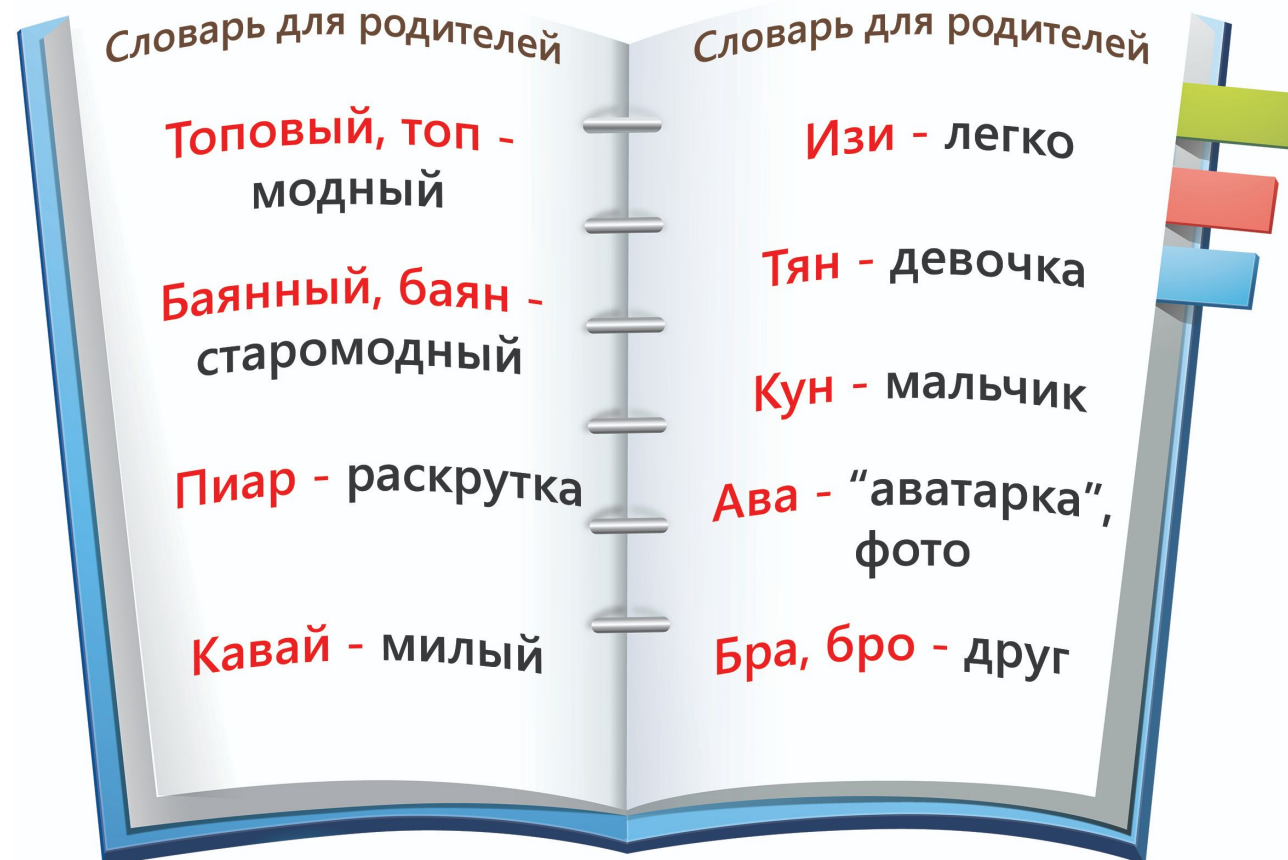 Словарь для родителей
Топовый, топ -
модный
Баянный, баян -
старомодный
Пиар - раскрутка
Кавай - милый
Словарь для родителей
Изи - легко
Тян - девочка
Кун - мальчик
Ава - “аватарка”,
фото
Бра, бро - друг